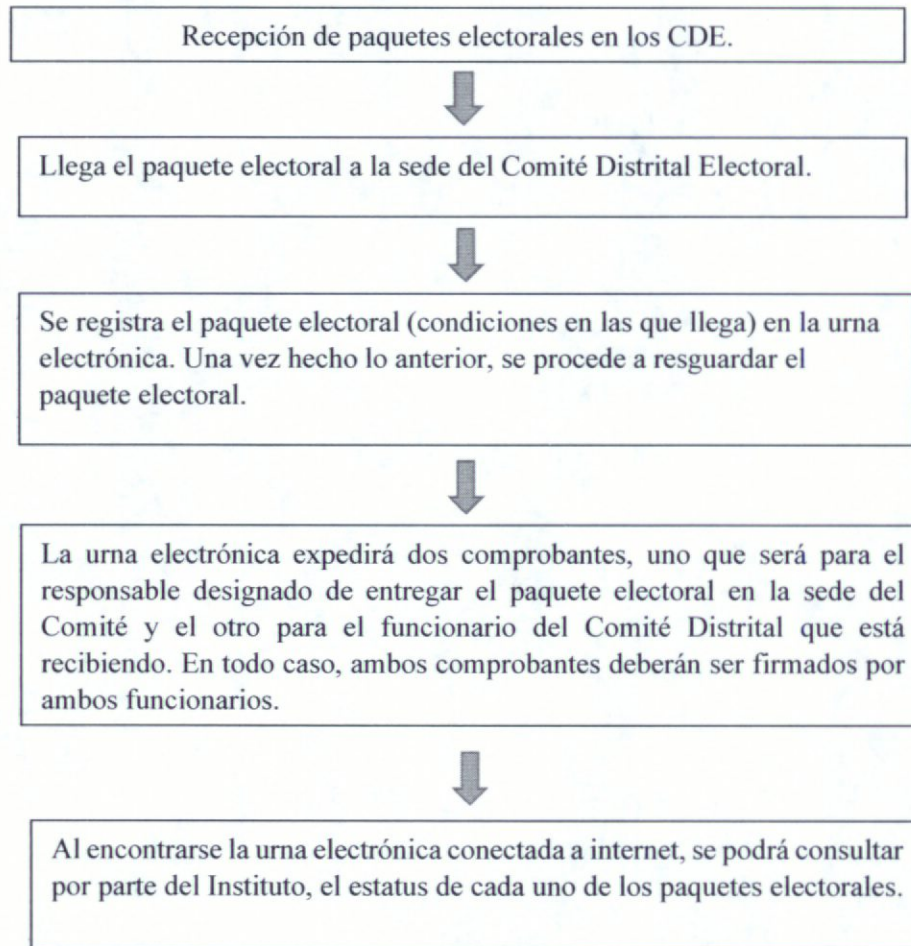 Recepción de paquetes electorales en los CDE.
Llega el paquete electoral a la sede del Comité Distrital Electoral.
Se registra el paquete electoral (condiciones en las que llega) en la urna
electrónica. Una vez hecho lo anterior, se procede a resguardar el
paquete electoral.
La urna electrónica expedirá dos comprobantes, uno que será para el
responsable designado de entregar el paquete electoral en la sede del
Comité y el otro para el funcionario del Comité Distrital que está
recibiendo. En todo caso, ambos comprobantes deberán ser firmados por
ambos funcionarios.
Al encontrarse la urna electrónica conectada a internet, se podrá consultar
por parte del Instituto, el estatus de cada uno de los paquetes electorales.